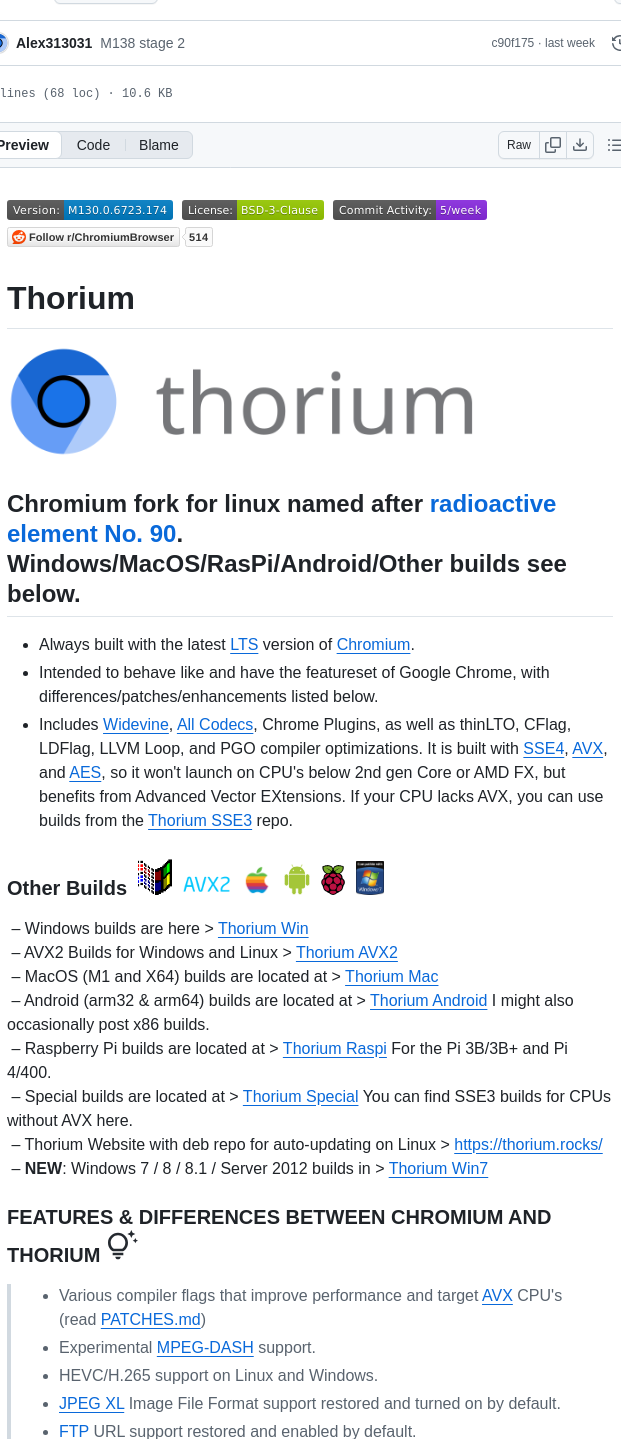 Alex313031 M138 stage 2 c90f175 · last week
lines (68 loc) · 10.6 KB
Preview Code Blame Raw
Version: M130.0.6723.174 License: BSD-3-Clause Commit Activity: 5/week
Follow r/ChromiumBrowser 514
Thorium
thorium
Chromium fork for linux named after radioactive
element No. 90.
Windows/MacOS/RasPi/Android/Other builds see
below.
• Always built with the latest LTS version of Chromium.
• Intended to behave like and have the featureset of Google Chrome, with
differences/patches/enhancements listed below.
• Includes Widevine, All Codecs, Chrome Plugins, as well as thinLTO, CFlag,
LDFlag, LLVM Loop, and PGO compiler optimizations. It is built with SSE4, AVX,
and AES, so it won't launch on CPU's below 2nd gen Core or AMD FX, but
benefits from Advanced Vector EXtensions. If your CPU lacks AVX, you can use
builds from the Thorium SSE3 repo.
Other Builds AVX2
– Windows builds are here > Thorium Win
– AVX2 Builds for Windows and Linux > Thorium AVX2
– MacOS (M1 and X64) builds are located at > Thorium Mac
– Android (arm32 & arm64) builds are located at > Thorium Android I might also
occasionally post x86 builds.
– Raspberry Pi builds are located at > Thorium Raspi For the Pi 3B/3B+ and Pi
4/400.
– Special builds are located at > Thorium Special You can find SSE3 builds for CPUs
without AVX here.
– Thorium Website with deb repo for auto-updating on Linux > https://thorium.rocks/
– NEW: Windows 7 / 8 / 8.1 / Server 2012 builds in > Thorium Win7
FEATURES & DIFFERENCES BETWEEN CHROMIUM AND
THORIUM
• Various compiler flags that improve performance and target AVX CPU's
(read PATCHES.md)
• Experimental MPEG-DASH support.
• HEVC/H.265 support on Linux and Windows.
• JPEG XL Image File Format support restored and turned on by default.
• FTP URL support restored and enabled by default.